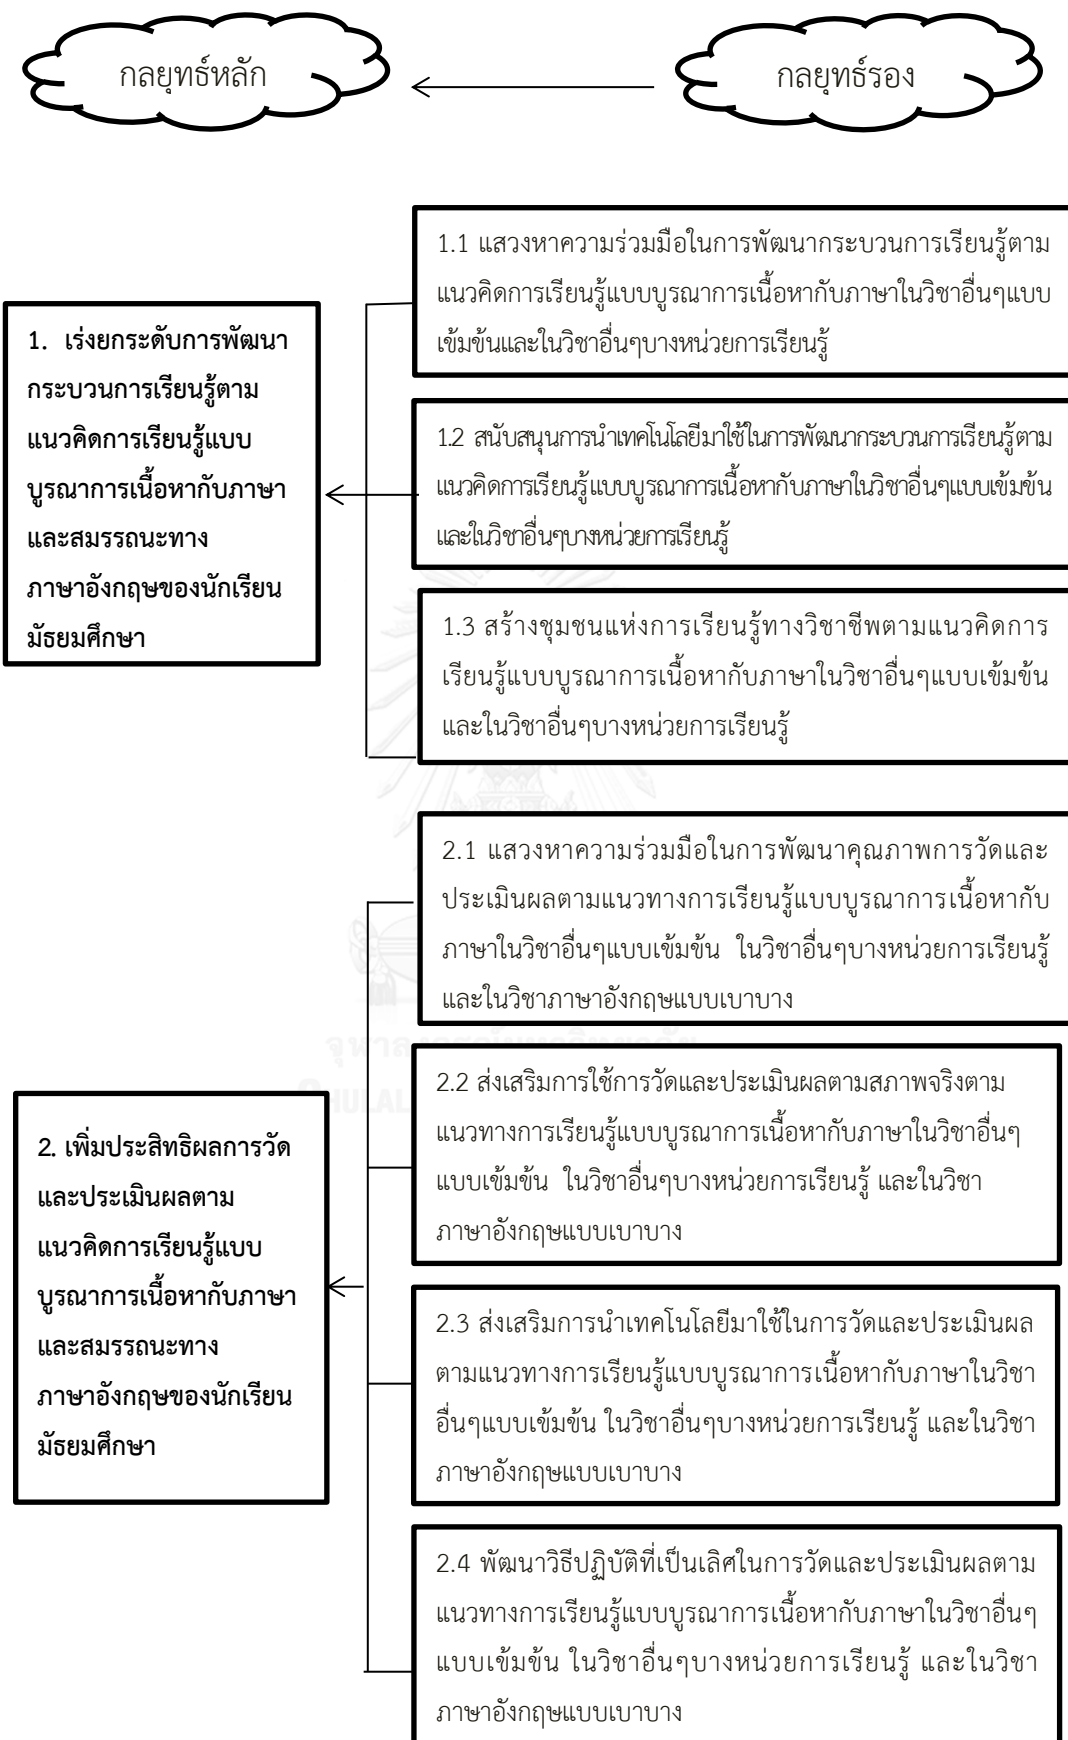 กลยุทธ์หลัก
กลยุทธ์รอง
1. เร่งยกระดับการพัฒนา
กระบวนการเรียนรู้ตาม
แนวคิดการเรียนรู้แบบ
บูรณาการเนื้อหากับภาษา
และสมรรถนะทาง
ภาษาอังกฤษของนักเรียน
มัธยมศึกษา
1.1 แสวงหาความร่วมมือในการพัฒนากระบวนการเรียนรู้ตาม
แนวคิดการเรียนรู้แบบบูรณาการเนื้อหากับภาษาในวิชาอื่นๆแบบ
เข้มข้นและในวิชาอื่นๆบางหน่วยการเรียนรู้
1.2 สนับสนุนการนำเทคโนโลยีมาใช้ในการพัฒนากระบวนการเรียนรู้ตาม
แนวคิดการเรียนรู้แบบบูรณาการเนื้อหากับภาษาในวิชาอื่นๆแบบเข้มข้น
และในวิชาอื่นๆบางหน่วยการเรียนรู้
1.3 สร้างชุมชนแห่งการเรียนรู้ทางวิชาชีพตามแนวคิดการ
เรียนรู้แบบบูรณาการเนื้อหากับภาษาในวิชาอื่นๆแบบเข้มข้น
และในวิชาอื่นๆบางหน่วยการเรียนรู้
2. เพิ่มประสิทธิผลการวัด
และประเมินผลตาม
แนวคิดการเรียนรู้แบบ
บูรณาการเนื้อหากับภาษา
และสมรรถนะทาง
ภาษาอังกฤษของนักเรียน
มัธยมศึกษา
2.1 แสวงหาความร่วมมือในการพัฒนาคุณภาพการวัดและ
ประเมินผลตามแนวทางการเรียนรู้แบบบูรณาการเนื้อหากับ
ภาษาในวิชาอื่นๆแบบเข้มข้น ในวิชาอื่นๆบางหน่วยการเรียนรู้
และในวิชาภาษาอังกฤษแบบเบาบาง
2.2 ส่งเสริมการใช้การวัดและประเมินผลตามสภาพจริงตาม
แนวทางการเรียนรู้แบบบูรณาการเนื้อหากับภาษาในวิชาอื่นๆ
แบบเข้มข้น ในวิชาอื่นๆบางหน่วยการเรียนรู้ และในวิชา
ภาษาอังกฤษแบบเบาบาง
2.3 ส่งเสริมการนำเทคโนโลยีมาใช้ในการวัดและประเมินผล
ตามแนวทางการเรียนรู้แบบบูรณาการเนื้อหากับภาษาในวิชา
อื่นๆแบบเข้มข้น ในวิชาอื่นๆบางหน่วยการเรียนรู้ และในวิชา
ภาษาอังกฤษแบบเบาบาง
2.4 พัฒนาวิธีปฏิบัติที่เป็นเลิศในการวัดและประเมินผลตาม
แนวทางการเรียนรู้แบบบูรณาการเนื้อหากับภาษาในวิชาอื่นๆ
แบบเข้มข้น ในวิชาอื่นๆบางหน่วยการเรียนรู้ และในวิชา
ภาษาอังกฤษแบบเบาบาง